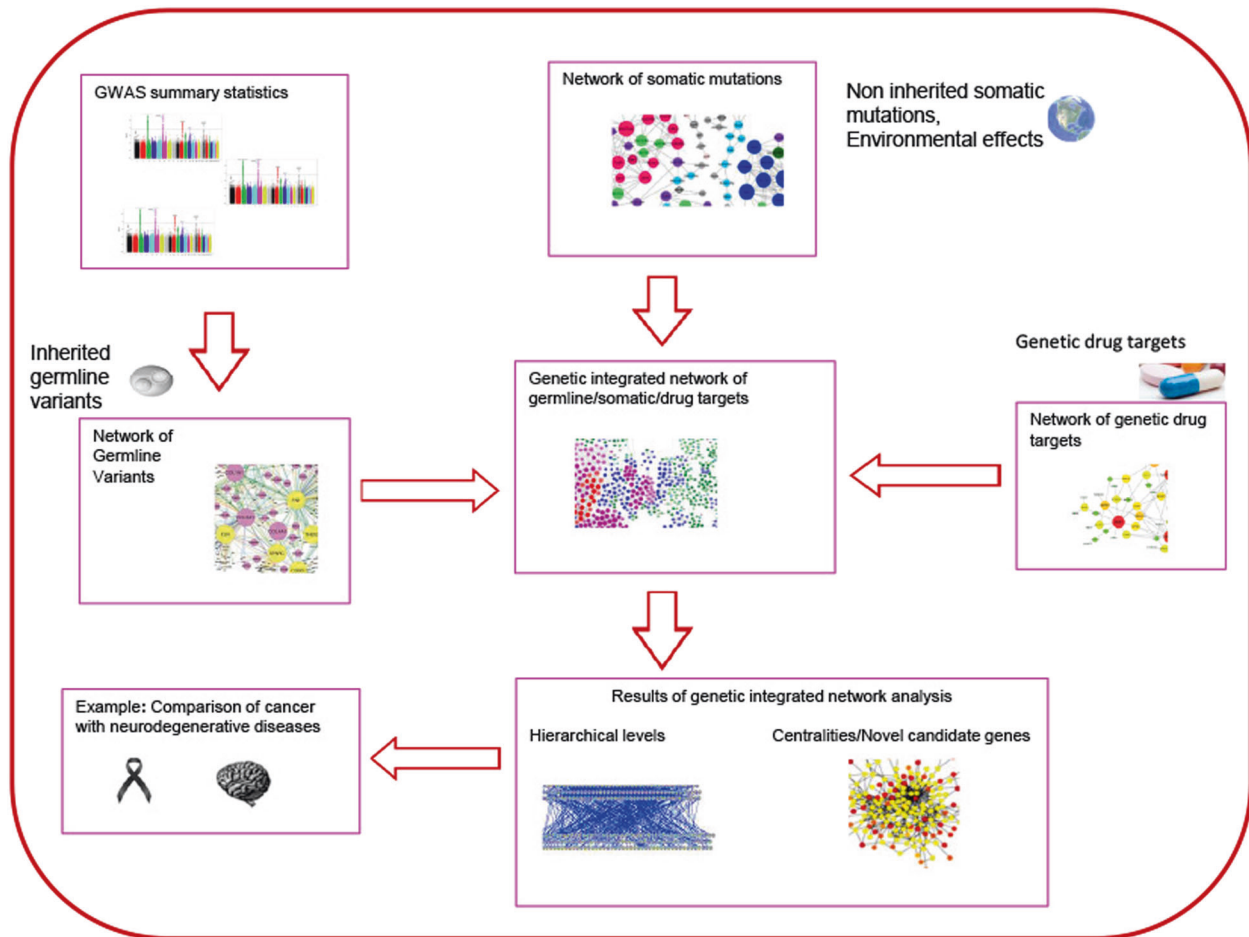 GWAS summary statistics
Network of somatic mutations
Non inherited somatic
mutations,
Environmental effects
Inherited
germline
variants
Genetic integrated network of
germline/somatic/drug targets
Genetic drug targets
Network of
Germline
Variants
Network of genetic drug
targets
Example: Comparison of cancer
with neurodegenerative diseases
Results of genetic integrated network analysis
Hierarchical levels
Centralities/Novel candidate genes